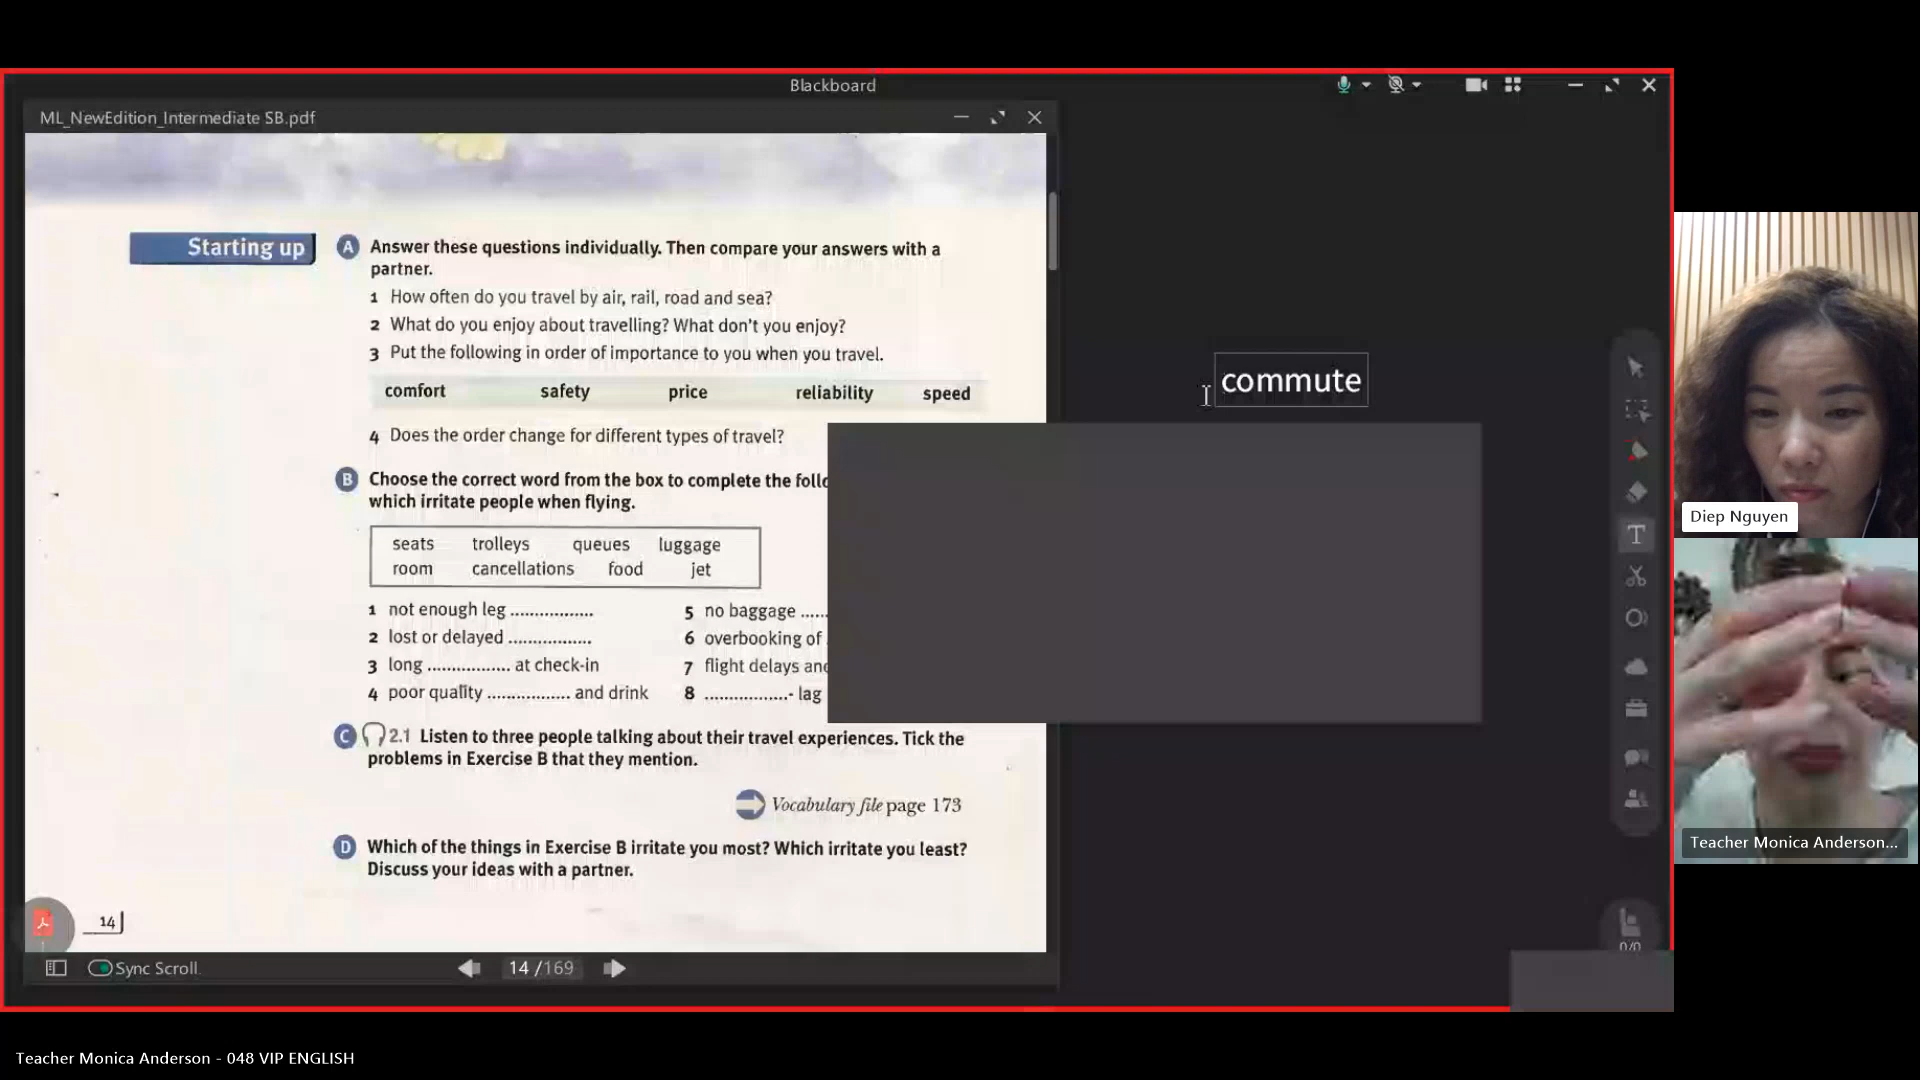 Blackboard
ML_NewEdition_Intermediate SB.pdf
Starting up
A Answer these questions individually. Then compare your answers with a
partner.
1 How often do you travel by air, rail, road and sea?
2 What do you enjoy about travelling? What don't you enjoy?
3 Put the following in order of importance to you when you travel.
comfort safety price reliability speed
4 Does the order change for different types of travel?
B Choose the correct word from the box to complete the
which irritate people when flying.
seats trolleys queues luggage
room cancellations food jet
1 not enough leg .................
2 lost or delayed .................
3 long ................. at check-in
4 poor quality ................. and drink
5 no baggage ......
6 overbooking of
7 flight delays and
8 .................- lag
C 2.1 Listen to three people talking about their travel experiences. Tick the
problems in Exercise B that they mention.
Vocabulary file page 173
D Which of the things in Exercise B irritate you most? Which irritate you least?
Discuss your ideas with a partner.
14
Sync Scroll
14 /169
commute
T
0/0
Diep Nguyen
Teacher Monica Anderson...
Teacher Monica Anderson - 048 VIP ENGLISH